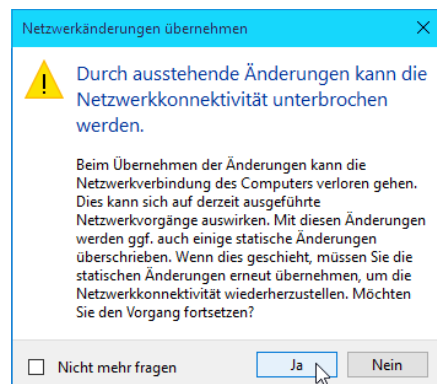 Netzwerkänderungen übernehmen
Durch ausstehende Änderungen kann die
Netzwerkkonnektivität unterbrochen
werden.
Beim Übernehmen der Änderungen kann die
Netzwerkverbindung des Computers verloren gehen.
Dies kann sich auf derzeit ausgeführte
Netzwerkvorgänge auswirken. Mit diesen Änderungen
werden ggf. auch einige statische Änderungen
überschrieben. Wenn dies geschieht, müssen Sie die
statischen Änderungen erneut übernehmen, um die
Netzwerkkonnektivität wiederherzustellen. Möchten
Sie den Vorgang fortsetzen?
Nicht mehr fragen Ja Nein